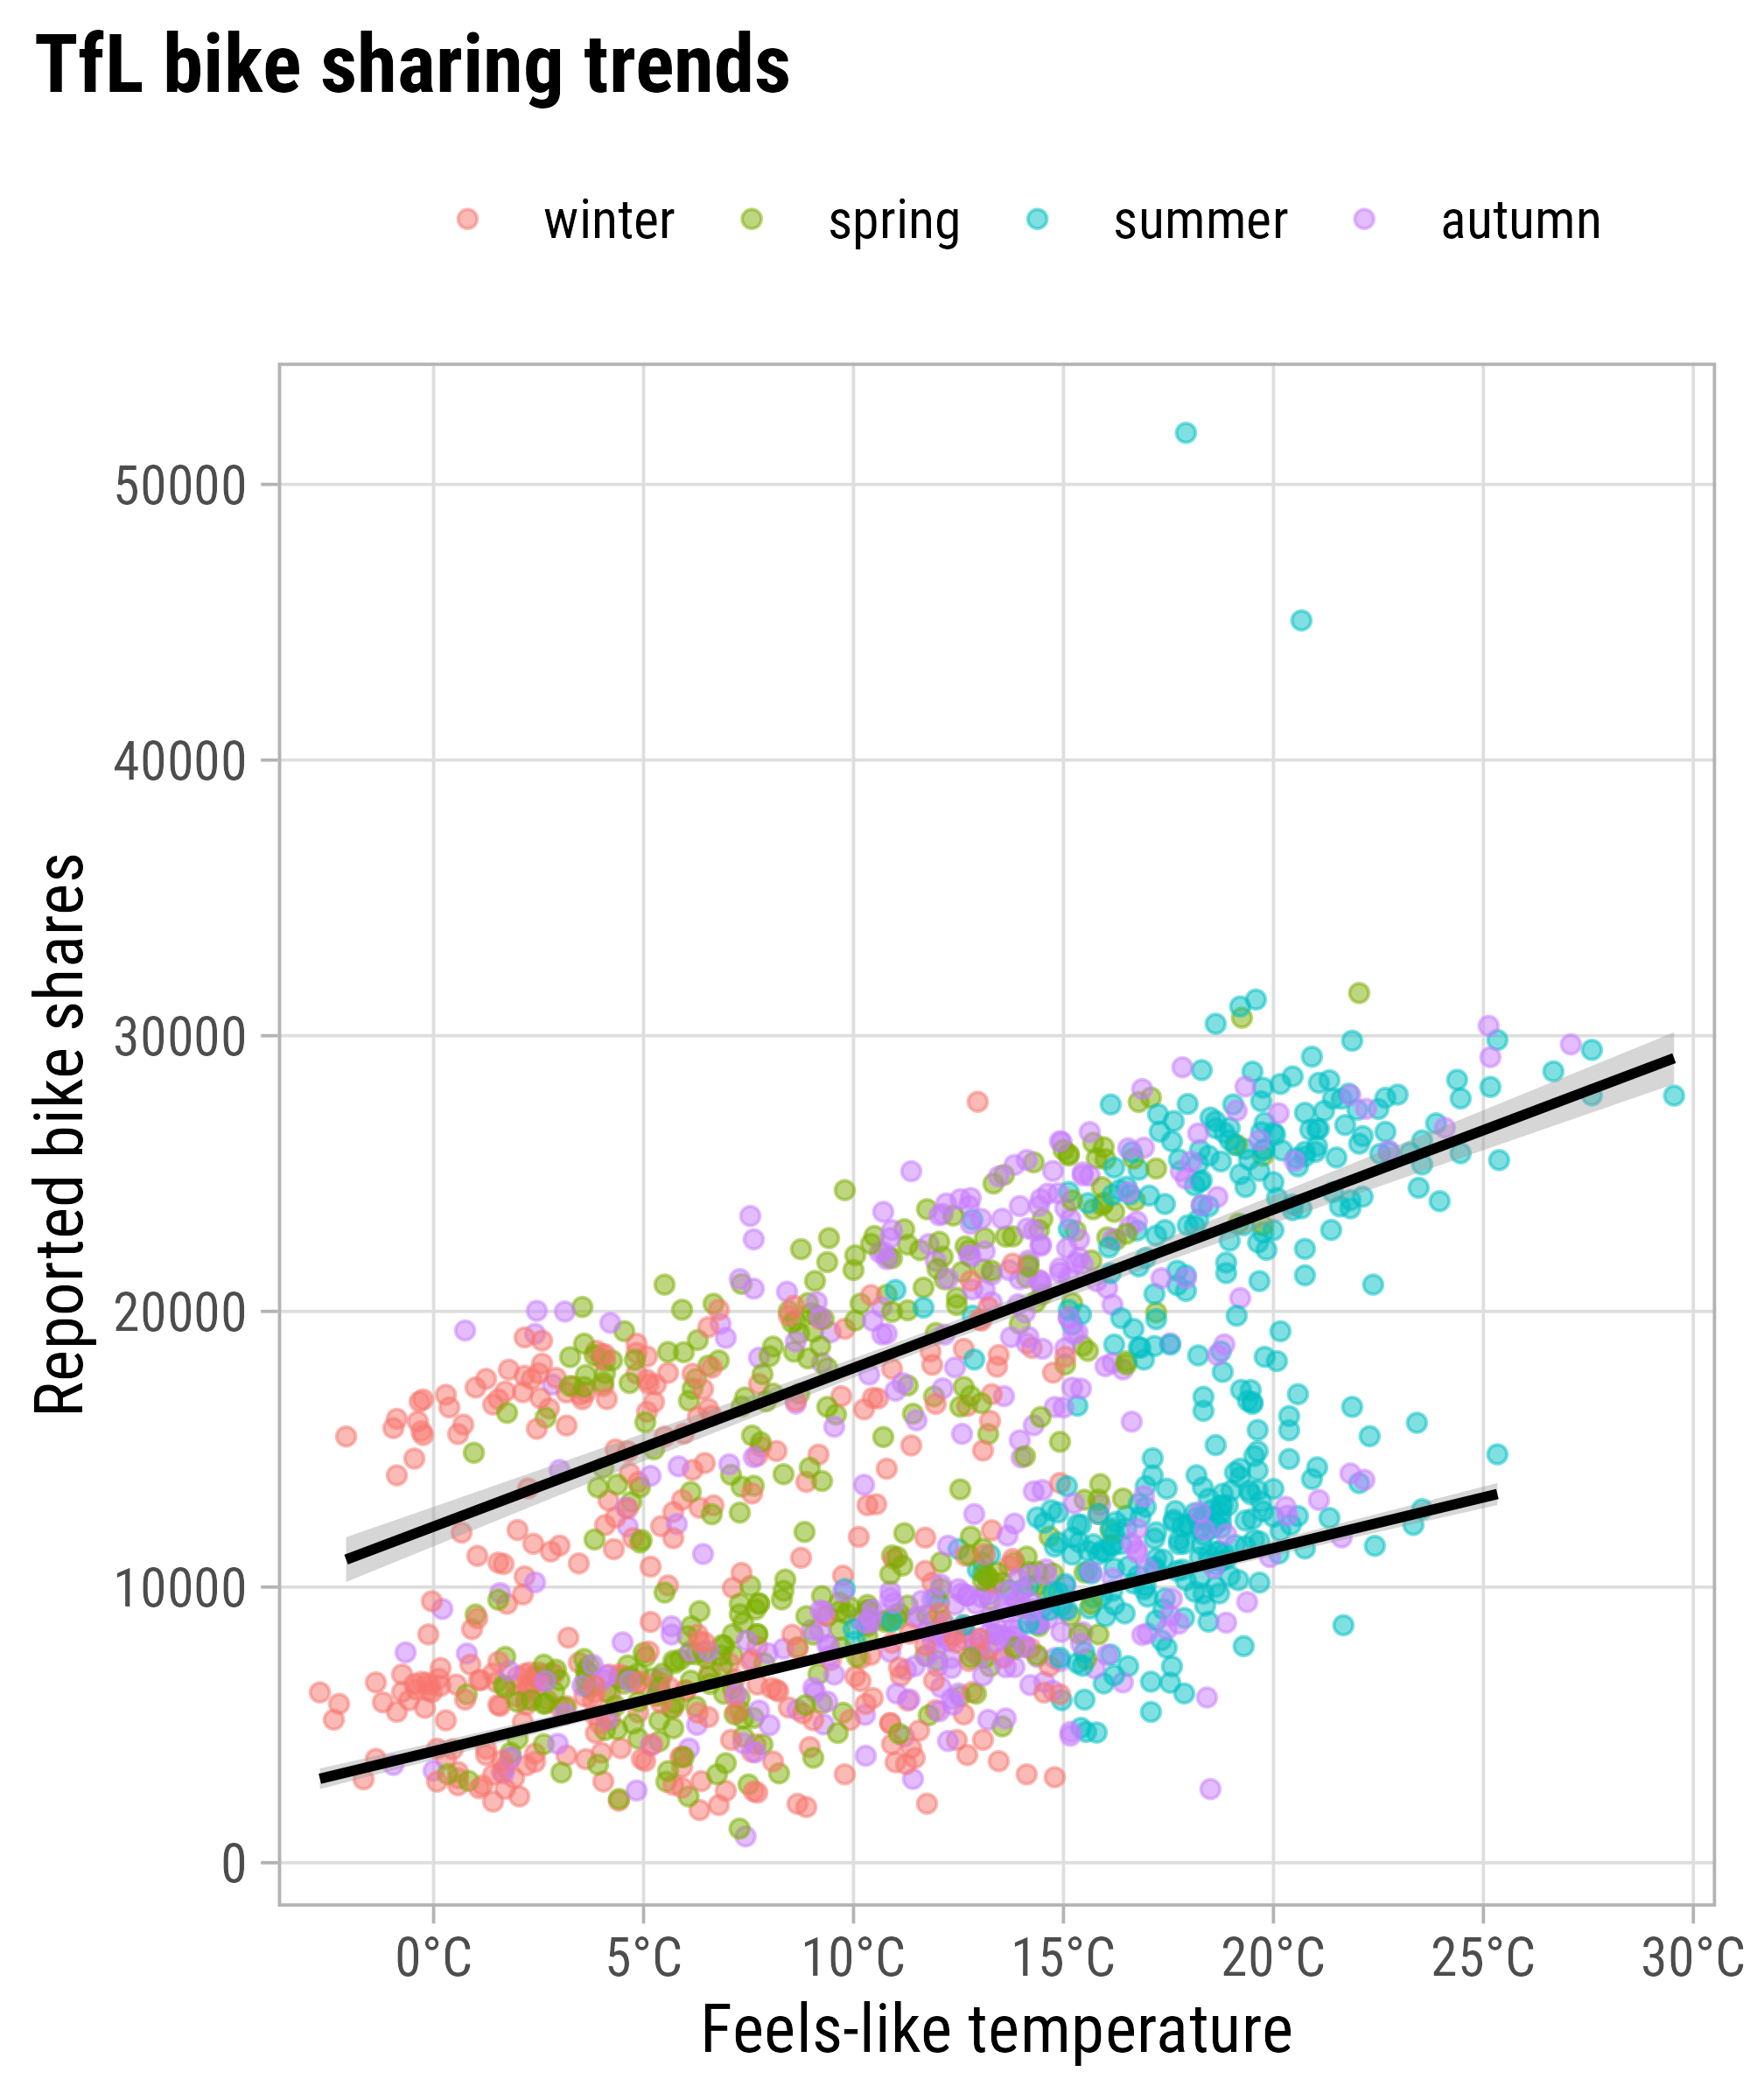 TfL bike sharing trends
winter spring summer autumn
Reported bike shares
50000
40000
30000
20000
10000
0
0°C 5°C 10°C 15°C 20°C 25°C 30°C
Feels-like temperature